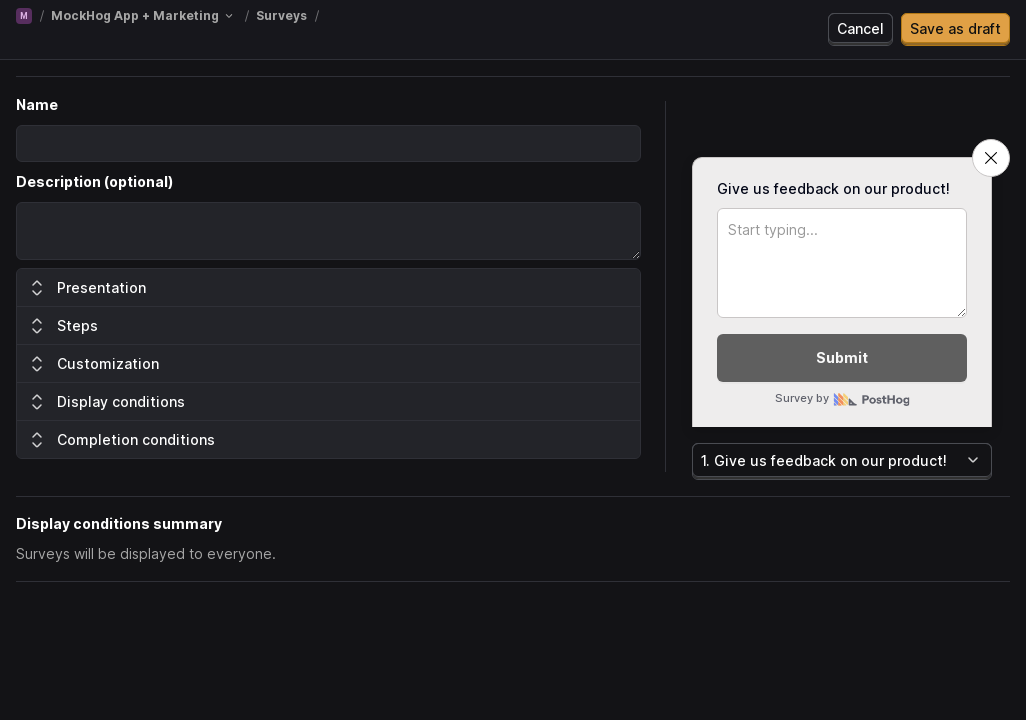 M / MockHog App + Marketing / Surveys /
Cancel
Save as draft
Name
Description (optional)
Presentation
Steps
Customization
Display conditions
Completion conditions
Give us feedback on our product!
Start typing...
Submit
Survey by PostHog
1. Give us feedback on our product!
Display conditions summary
Surveys will be displayed to everyone.